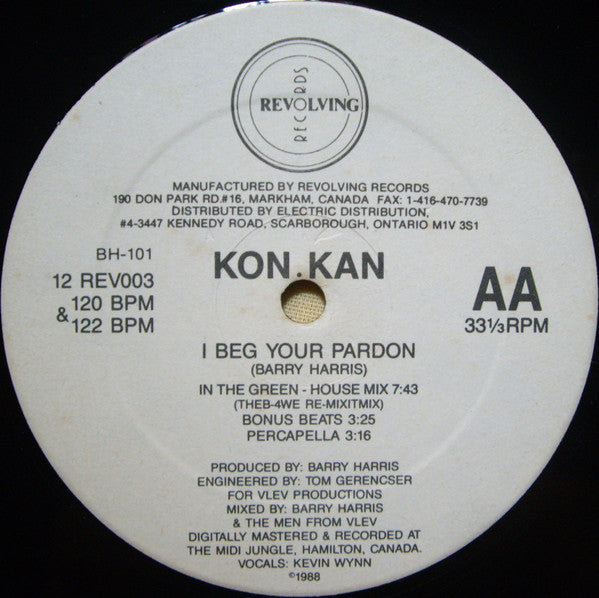 REVOLVING
RECORDS
MANUFACTURED BY REVOLVING RECORDS
190 DON PARK RD.#16, MARKHAM, CANADA FAX: 1-416-470-7739
DISTRIBUTED BY ELECTRIC DISTRIBUTION,
#4-3447 KENNEDY ROAD, SCARBOROUGH, ONTARIO M1V 3S1
BH-101
12 REV003
120 BPM
& 122 BPM
KON KAN
AA
33 1/3 RPM
I BEG YOUR PARDON
(BARRY HARRIS)
IN THE GREEN - HOUSE MIX 7:43
(THEB-4WE RE-MIXITMIX)
BONUS BEATS 3:25
PERCAPELLA 3:16
PRODUCED BY: BARRY HARRIS
ENGINEERED BY: TOM GERENCSER
FOR VLEV PRODUCTIONS
MIXED BY: BARRY HARRIS
& THE MEN FROM VLEV
DIGITALLY MASTERED & RECORDED AT
THE MIDI JUNGLE, HAMILTON, CANADA.
VOCALS: KEVIN WYNN
©1988